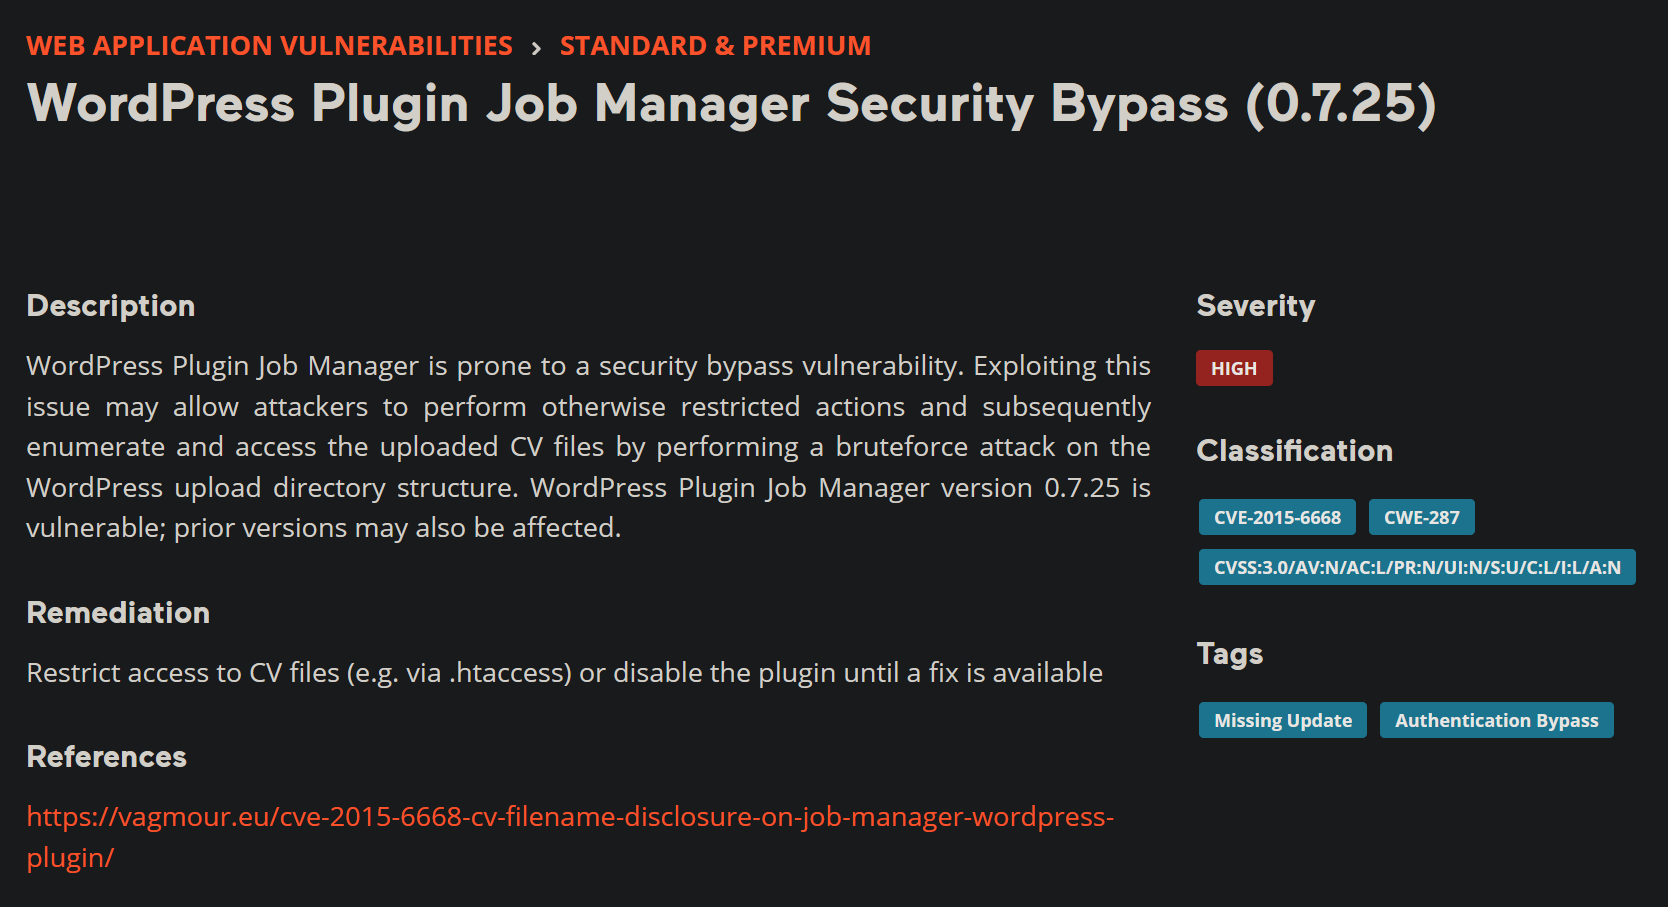 WEB APPLICATION VULNERABILITIES › STANDARD & PREMIUM
WordPress Plugin Job Manager Security Bypass (0.7.25)
Description
WordPress Plugin Job Manager is prone to a security bypass vulnerability. Exploiting this
issue may allow attackers to perform otherwise restricted actions and subsequently
enumerate and access the uploaded CV files by performing a bruteforce attack on the
WordPress upload directory structure. WordPress Plugin Job Manager version 0.7.25 is
vulnerable; prior versions may also be affected.
Remediation
Restrict access to CV files (e.g. via .htaccess) or disable the plugin until a fix is available
References
https://vagmour.eu/cve-2015-6668-cv-filename-disclosure-on-job-manager-wordpress-
plugin/
Severity
HIGH
Classification
CVE-2015-6668 CWE-287
CVSS:3.0/AV:N/AC:L/PR:N/UI:N/S:U/C:L/I:L/A:N
Tags
Missing Update Authentication Bypass